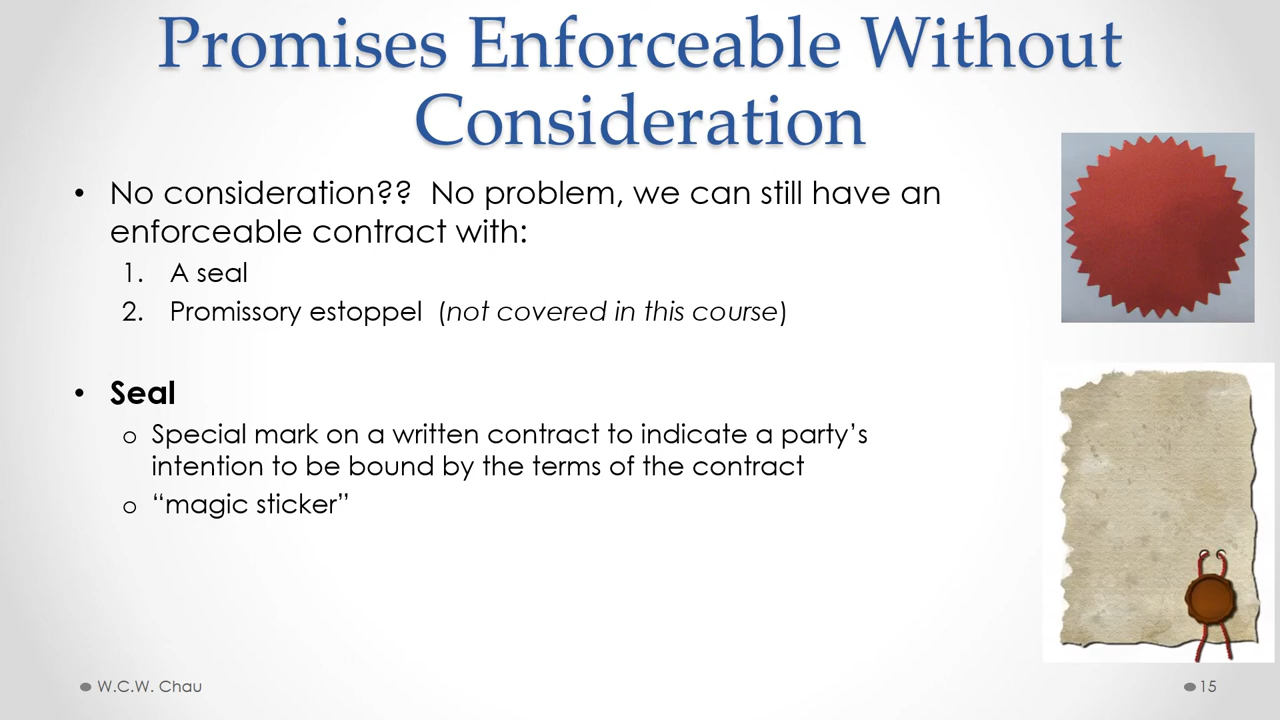 Promises Enforceable Without
Consideration
• No consideration?? No problem, we can still have an
enforceable contract with:
1. A seal
2. Promissory estoppel (not covered in this course)
• Seal
o Special mark on a written contract to indicate a party’s
intention to be bound by the terms of the contract
o “magic sticker”
W.C.W. Chau
15